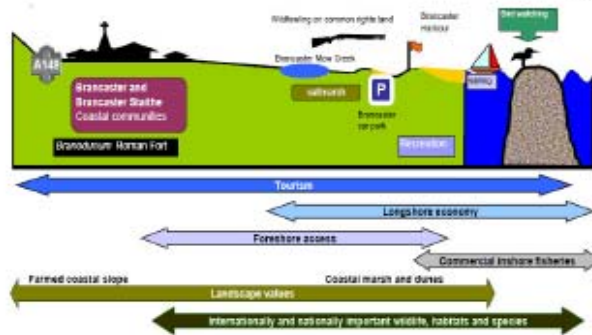 Wildfowling on common rights land
Brancaster
Harbour
Bird watching
A149
Brancaster Mow Creek
Brancaster and
Brancaster Staithe
Coastal communities
saltmarsh
P
Brancaster
car park
Branodunum Roman Fort
Recreation
Tourism
Longshore economy
Foreshore access
Commercial inshore fisheries
Farmed coastal slope
Coastal marsh and dunes
Landscape values
Internationally and nationally important wildlife, habitats and species